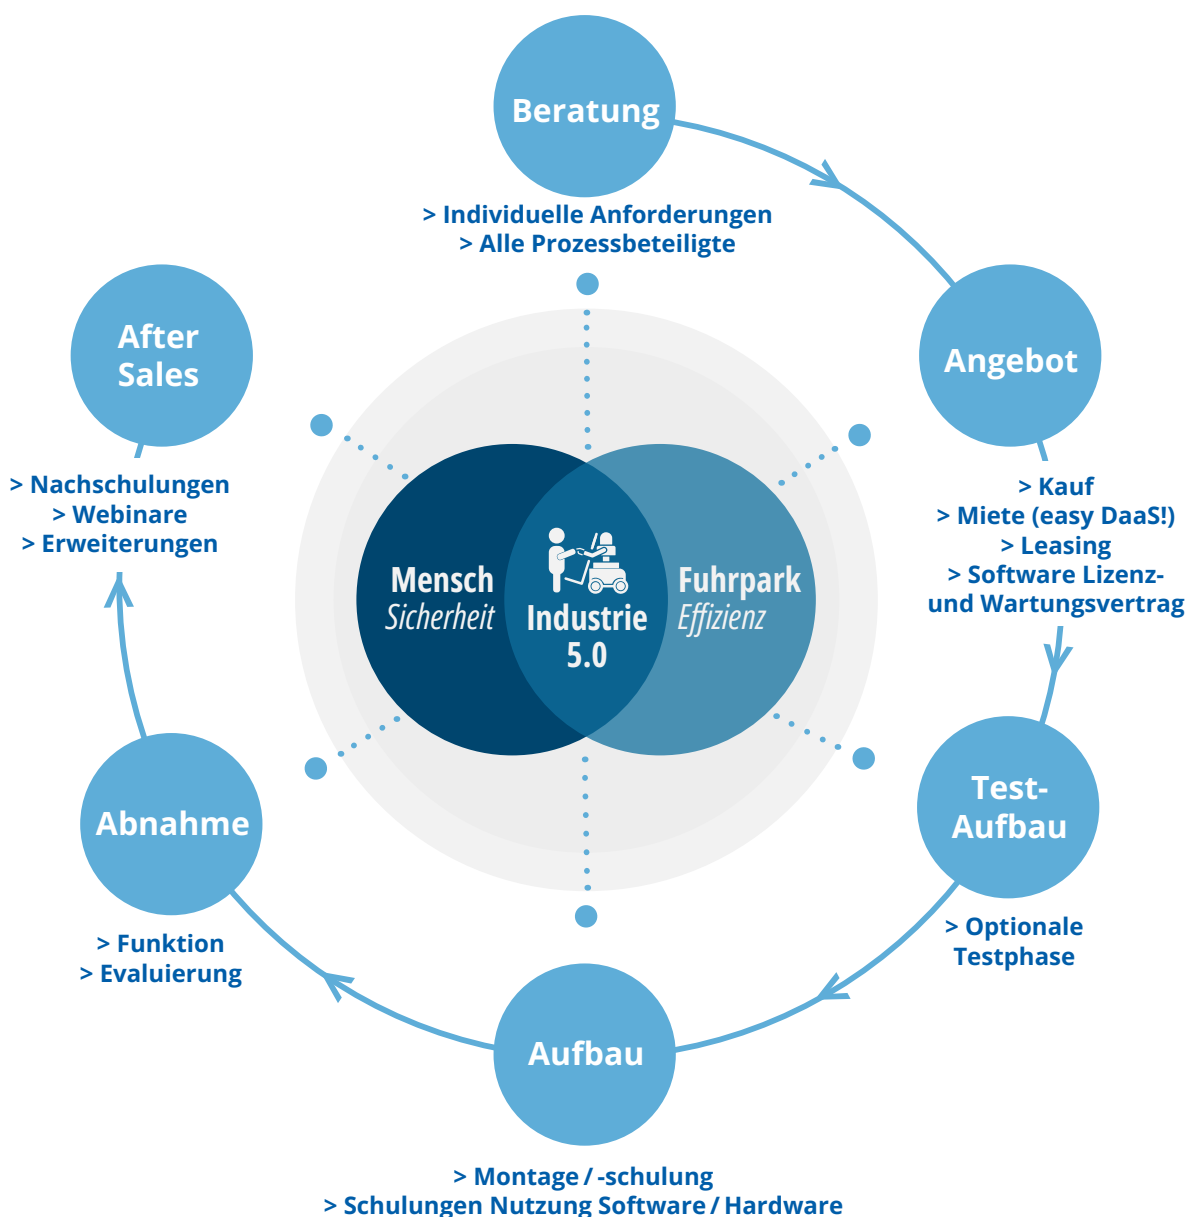 Beratung
> Individuelle Anforderungen
> Alle Prozessbeteiligte
Angebot
> Kauf
> Miete (easy DaaS!)
> Leasing
> Software Lizenz-
und Wartungsvertrag
Test-
Aufbau
> Optionale
Testphase
Aufbau
> Montage / -schulung
> Schulungen Nutzung Software / Hardware
Abnahme
> Funktion
> Evaluierung
After
Sales
> Nachschulungen
> Webinare
> Erweiterungen
Mensch
Sicherheit
Industrie
5.0
Fuhrpark
Effizienz